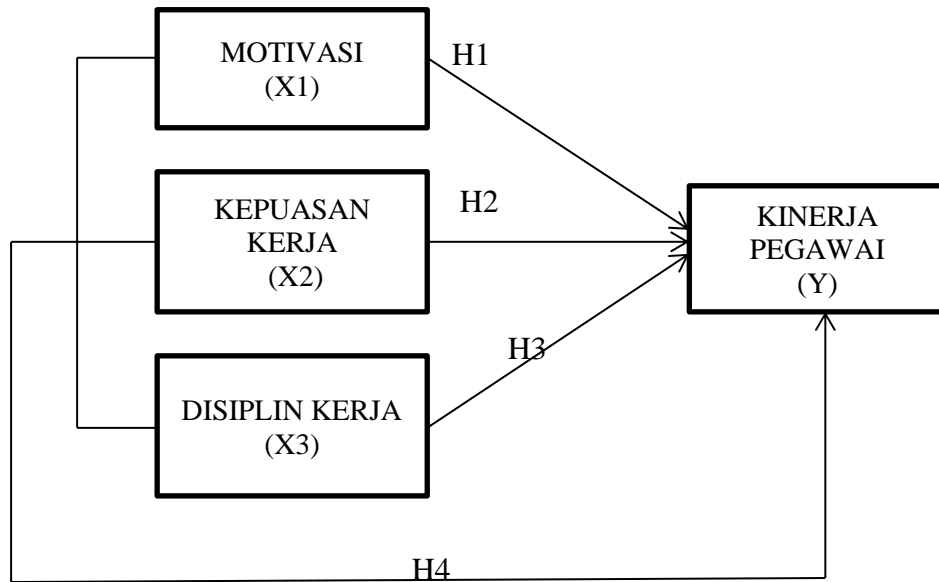 MOTIVASI
(X1)
H1
KEPUASAN
KERJA
(X2)
H2
DISIPLIN KERJA
(X3)
H3
KINERJA
PEGAWAI
(Y)
H4